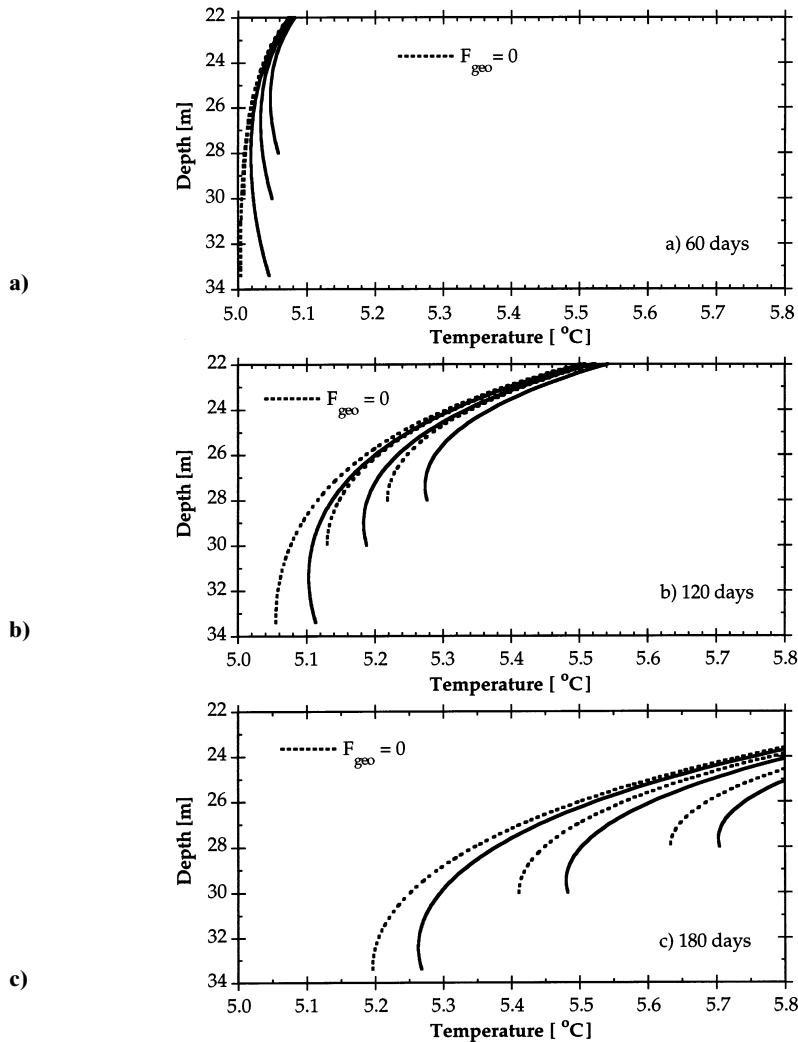 22
24
26
28
30
32
34
Depth [m]
F_geo = 0
a) 60 days
a)
5.0 5.1 5.2 5.3 5.4 5.5 5.6 5.7 5.8
Temperature [ °C]
22
24
26
28
30
32
34
Depth [m]
F_geo = 0
b) 120 days
b)
5.0 5.1 5.2 5.3 5.4 5.5 5.6 5.7 5.8
Temperature [ °C]
22
24
26
28
30
32
34
Depth [m]
F_geo = 0
c) 180 days
c)
5.0 5.1 5.2 5.3 5.4 5.5 5.6 5.7 5.8
Temperature [ °C]